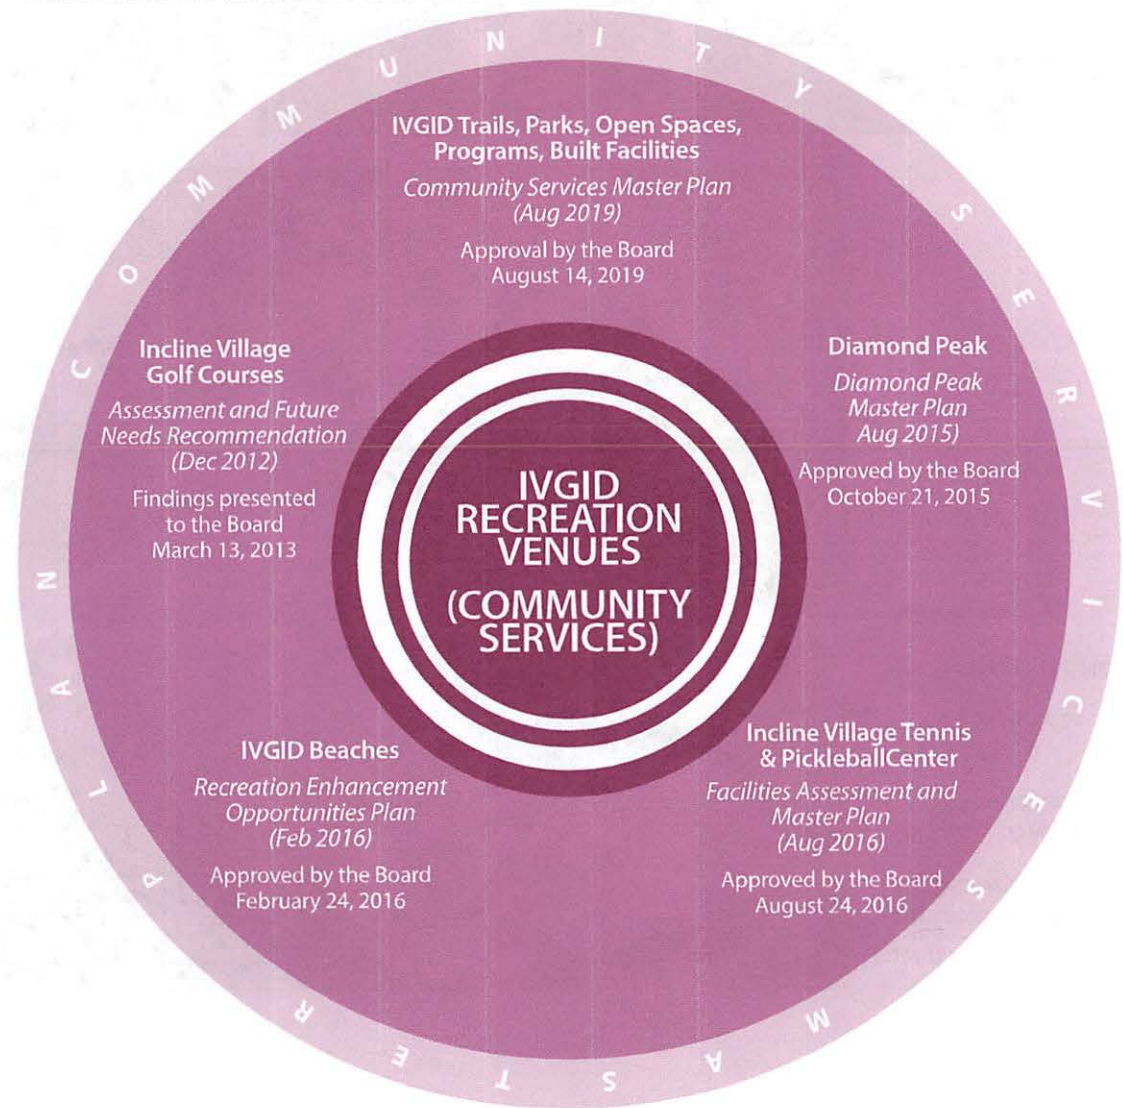 COMMUNITY SERVICES MASTER PLAN
IVGID Trails, Parks, Open Spaces,
Programs, Built Facilities
Community Services Master Plan
(Aug 2019)
Approval by the Board
August 14, 2019
Incline Village
Golf Courses
Assessment and Future
Needs Recommendation
(Dec 2012)
Findings presented
to the Board
March 13, 2013
Diamond Peak
Diamond Peak
Master Plan
Aug 2015)
Approved by the Board
October 21, 2015
IVGID
RECREATION
VENUES
(COMMUNITY
SERVICES)
IVGID Beaches
Recreation Enhancement
Opportunities Plan
(Feb 2016)
Approved by the Board
February 24, 2016
Incline Village Tennis
& PickleballCenter
Facilities Assessment and
Master Plan
(Aug 2016)
Approved by the Board
August 24, 2016